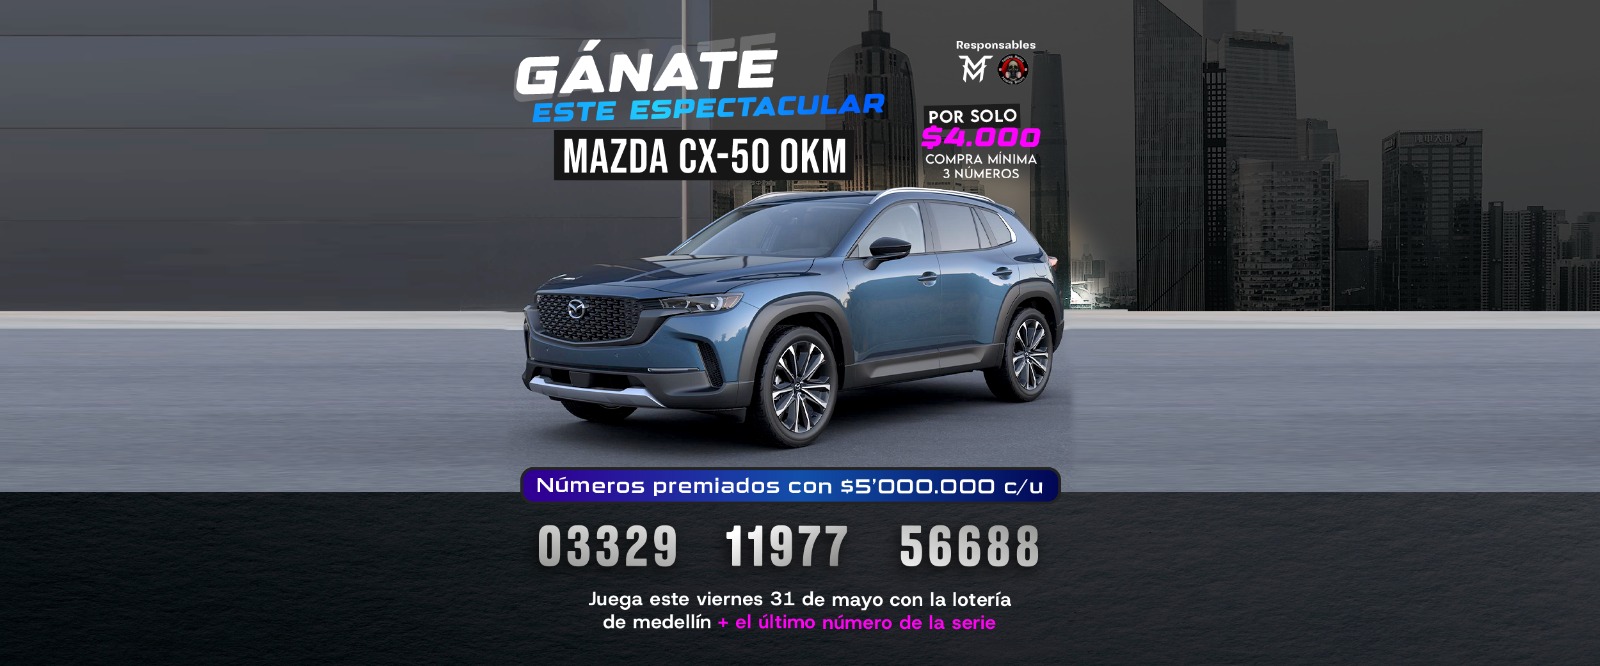 GÁNATE
ESTE ESPECTACULAR
MAZDA CX-50 0KM
Responsables
POR SOLO
$4.000
COMPRA MÍNIMA
3 NÚMEROS
Números premiados con $5'000.000 c/u
03329 11977 56688
Juega este viernes 31 de mayo con la lotería
de medellín + el último número de la serie